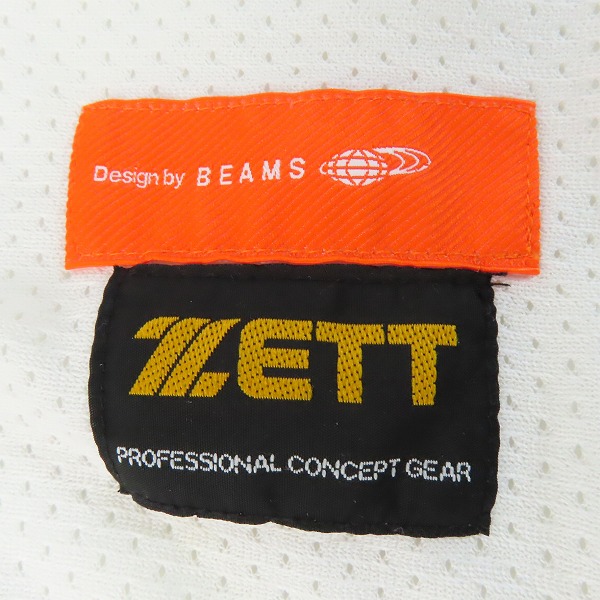 Design by BEAMS
ZETT
PROFESSIONAL CONCEPT GEAR